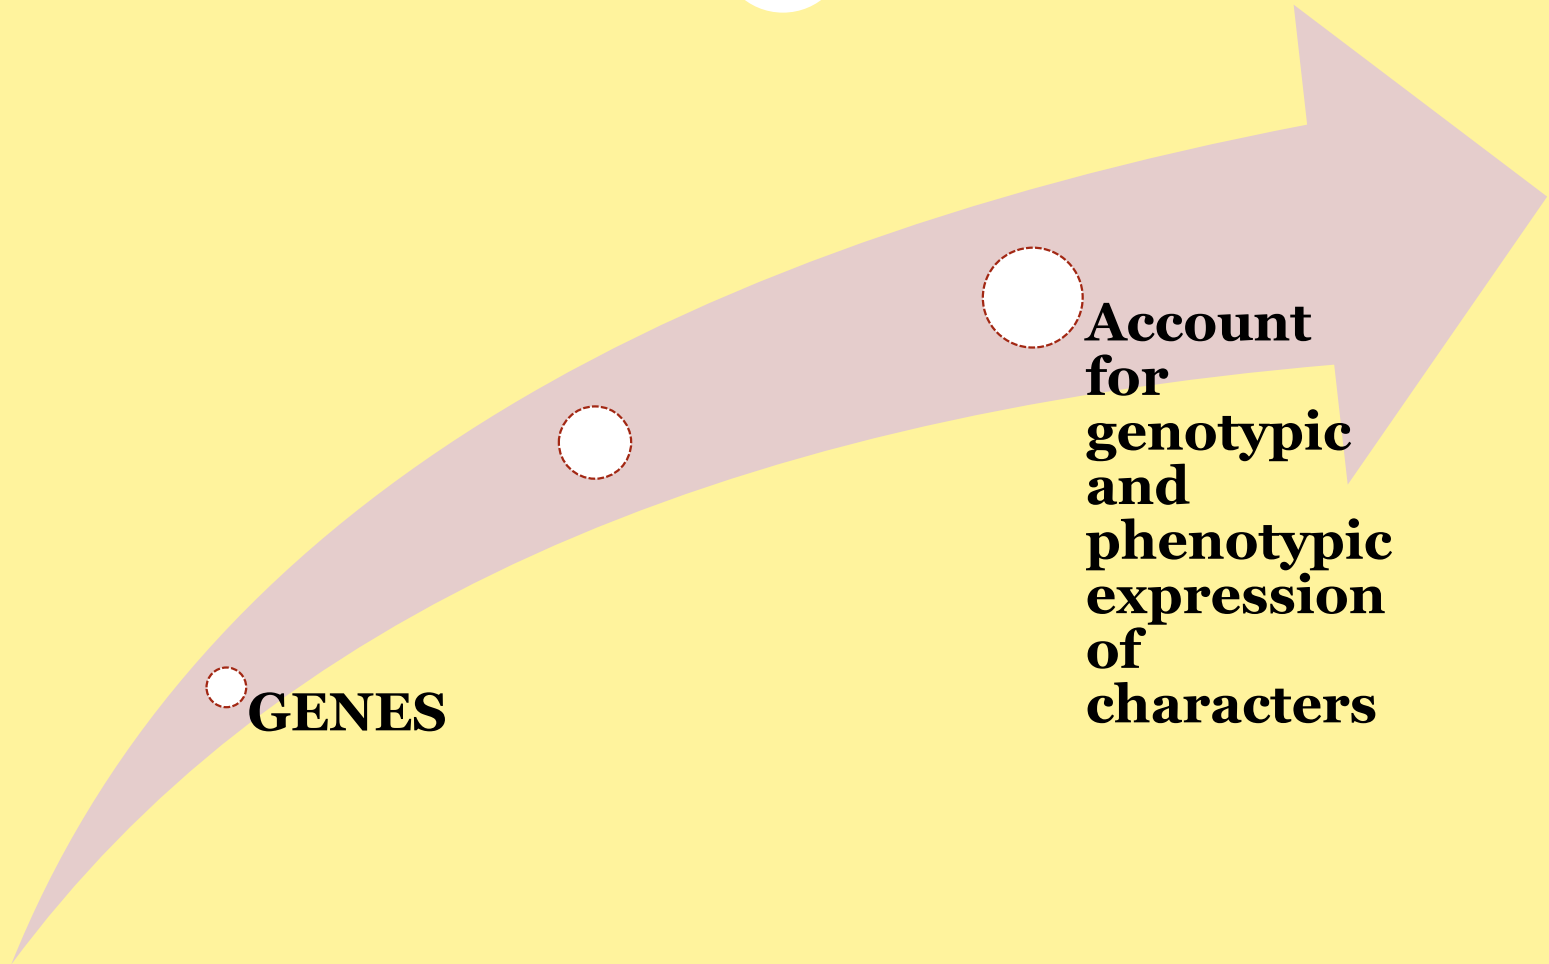 GENES
Account
for
genotypic
and
phenotypic
expression
of
characters